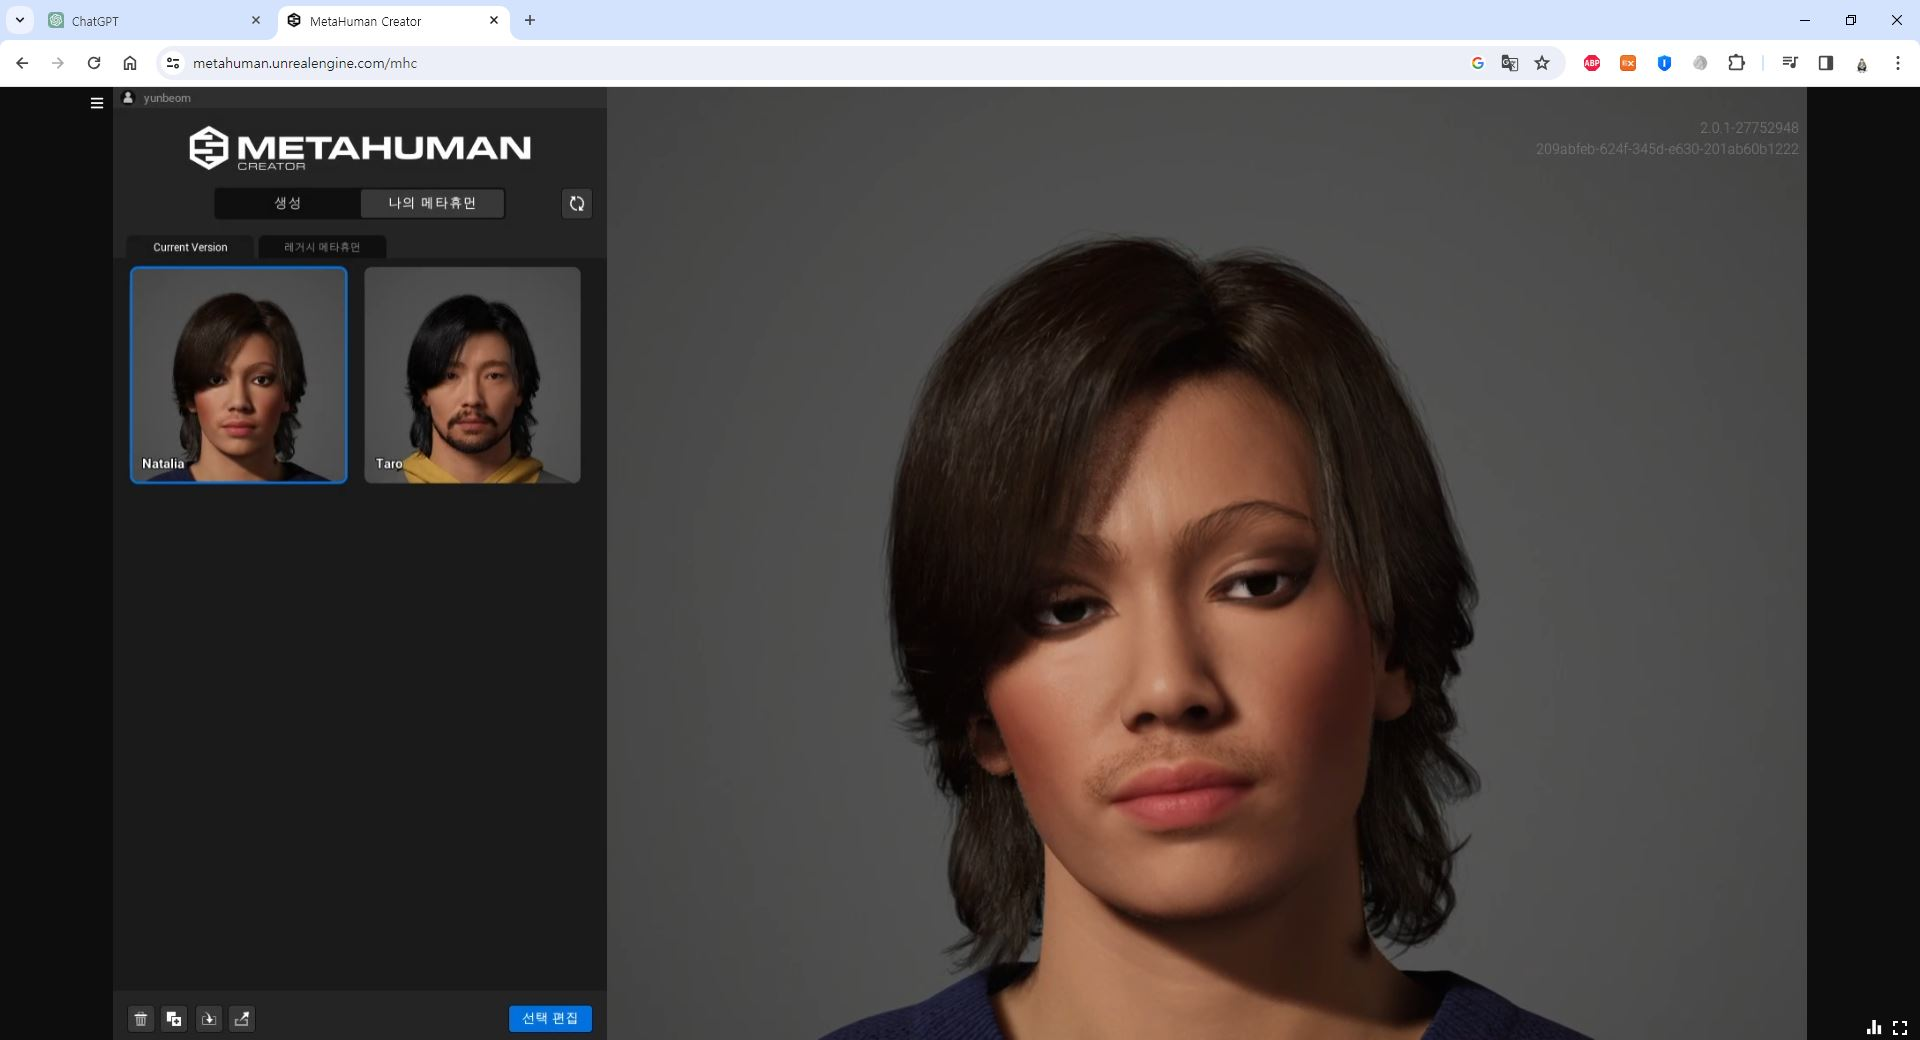 ChatGPT
MetaHuman Creator
metahuman.unrealengine.com/mhc
ABP
yunbeom
METAHUMAN
CREATOR
생성
나의 메타휴먼
Current Version
레거시 메타휴먼
Natalia
Taro
선택 편집
2.0.1-27752948
209abfeb-624f-345d-e630-201ab60b1222